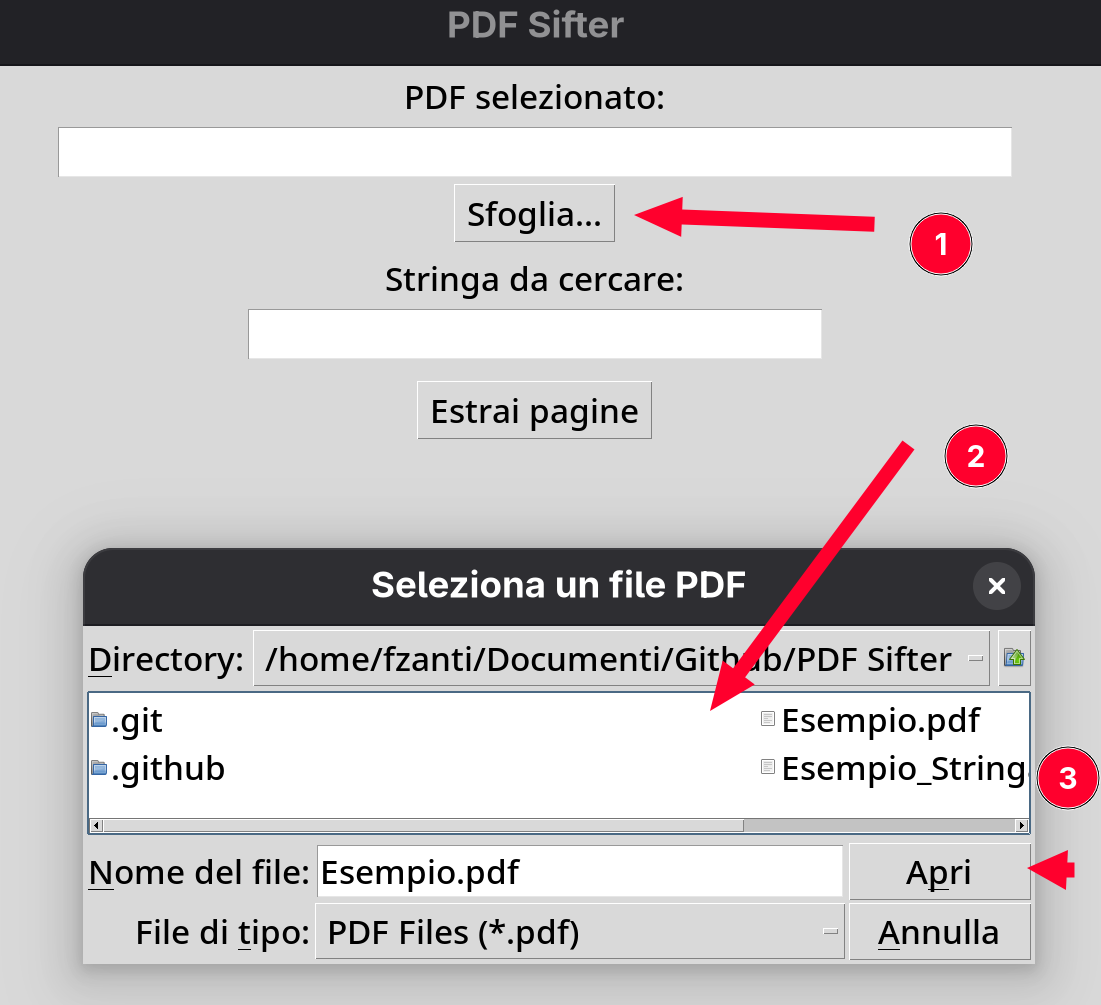 PDF Sifter
PDF selezionato:
Sfoglia...
1
Stringa da cercare:
Estrai pagine
2
Seleziona un file PDF
Directory: /home/fzanti/Documenti/Github/PDF Sifter
.git Esempio.pdf
.github Esempio_String
3
Nome del file: Esempio.pdf Apri
File di tipo: PDF Files (*.pdf) Annulla